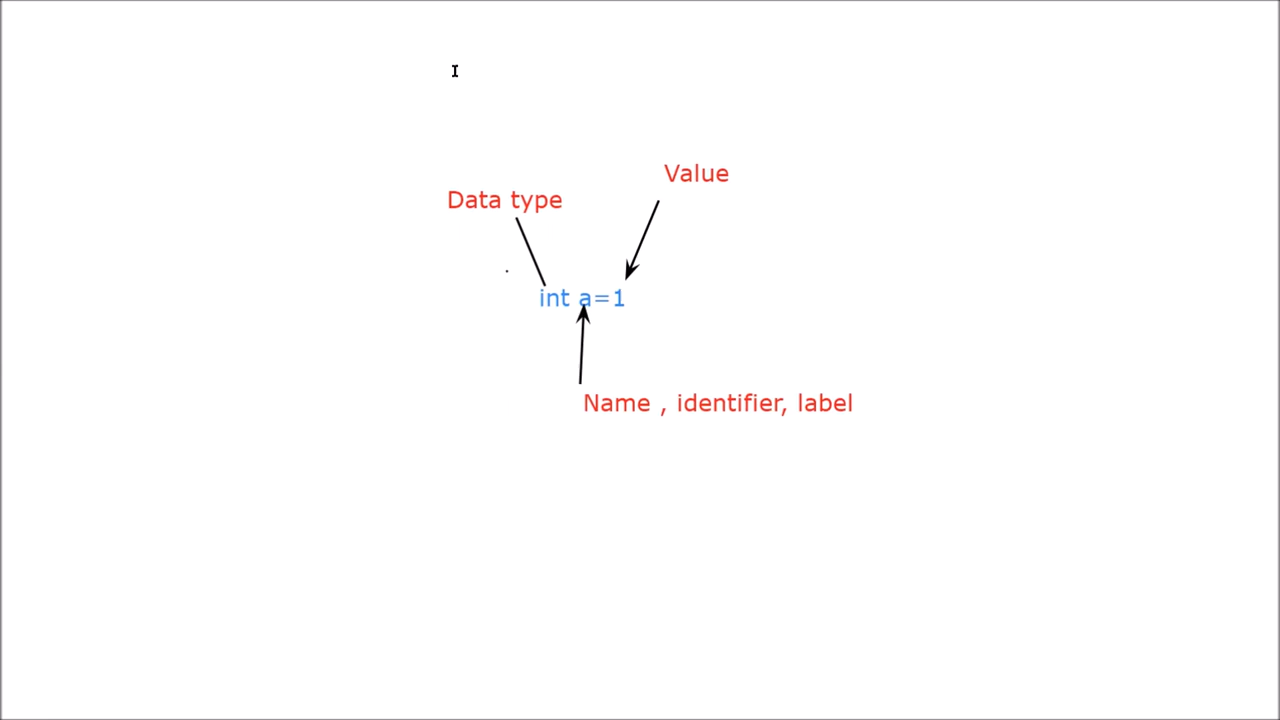 Value
Data type
int a=1
Name , identifier, label